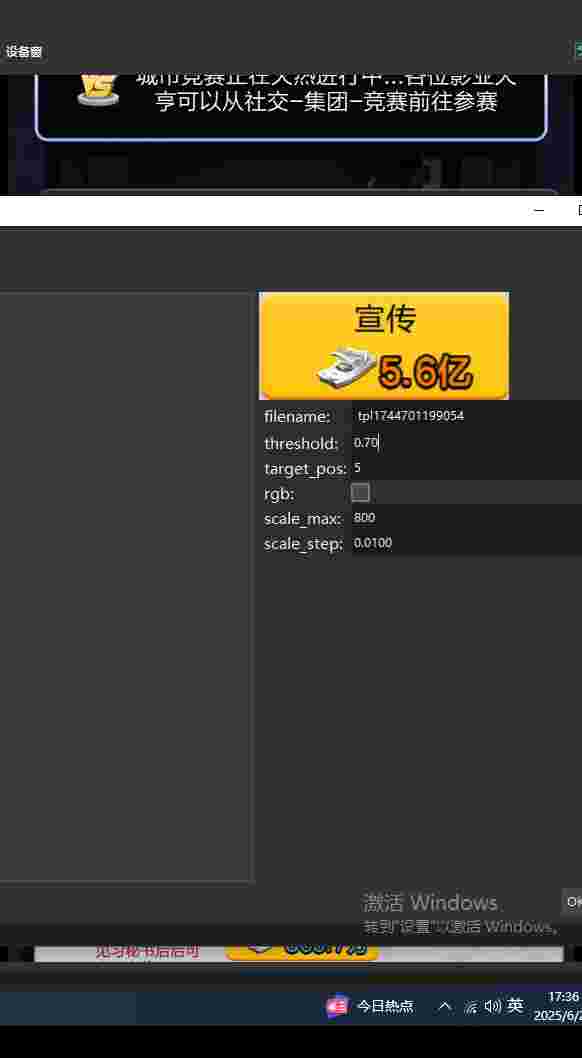 设备窗
城市竞赛正在火热进行中...各位影业大
亨可以从社交-集团-竞赛前往参赛
宣传
5.6亿
filename: tpl1744701199054
threshold: 0.70
target_pos: 5
rgb:
scale_max: 800
scale_step: 0.0100
激活 Windows
转到"设置"以激活 Windows。
OK
今日热点
英
17:36
2025/6/2